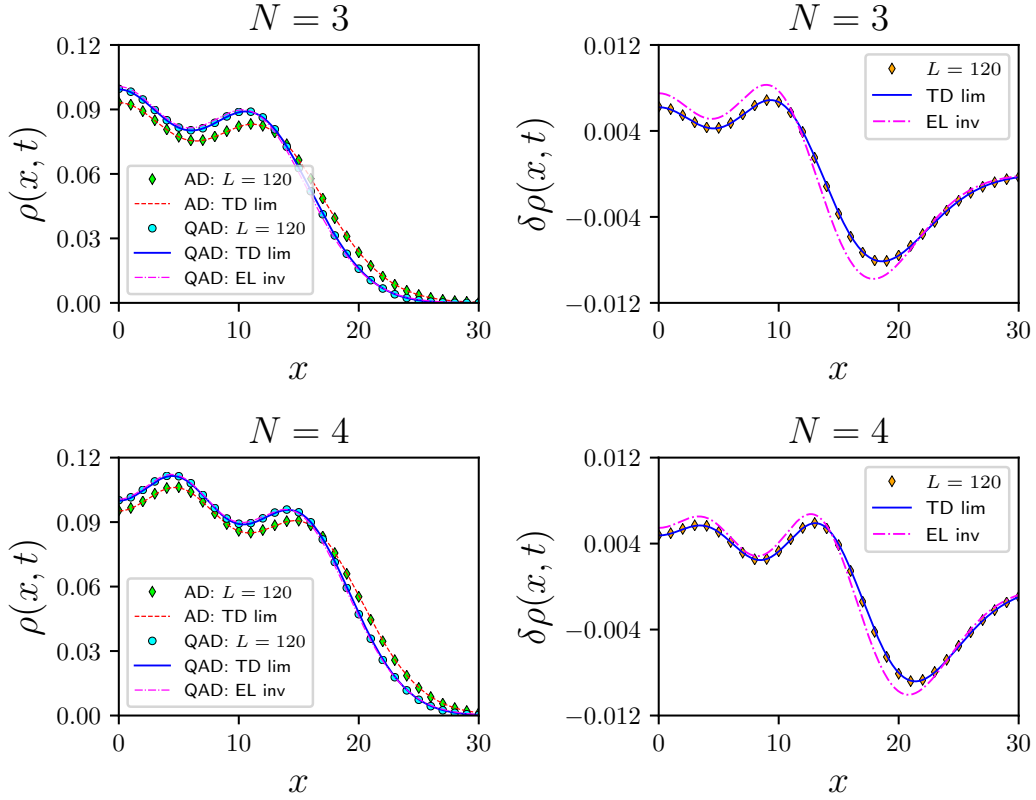 N = 3
0.12
0.09
0.06
0.03
0.00
ρ(x, t)
AD: L = 120
AD: TD lim
QAD: L = 120
QAD: TD lim
QAD: EL inv
0 10 20 30
x
N = 3
0.012
0.004
−0.004
−0.012
δρ(x, t)
L = 120
TD lim
EL inv
0 10 20 30
x
N = 4
0.12
0.09
0.06
0.03
0.00
ρ(x, t)
AD: L = 120
AD: TD lim
QAD: L = 120
QAD: TD lim
QAD: EL inv
0 10 20 30
x
N = 4
0.012
0.004
−0.004
−0.012
δρ(x, t)
L = 120
TD lim
EL inv
0 10 20 30
x